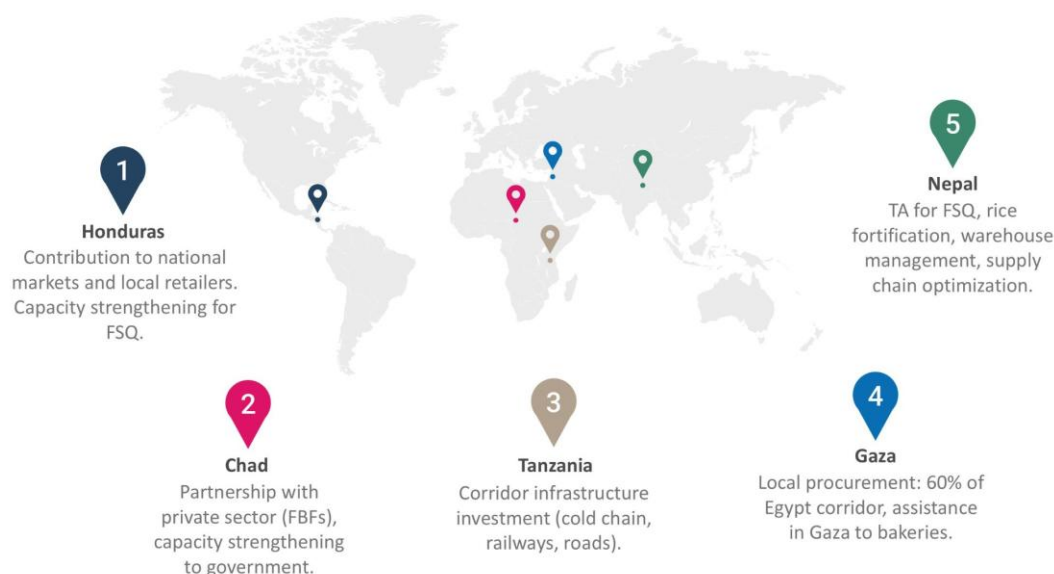 1
Honduras
Contribution to national
markets and local retailers.
Capacity strengthening for
FSQ.
2
Chad
Partnership with
private sector (FBFs),
capacity strengthening
to government.
3
Tanzania
Corridor infrastructure
investment (cold chain,
railways, roads).
4
Gaza
Local procurement: 60% of
Egypt corridor, assistance
in Gaza to bakeries.
5
Nepal
TA for FSQ, rice
fortification, warehouse
management, supply
chain optimization.